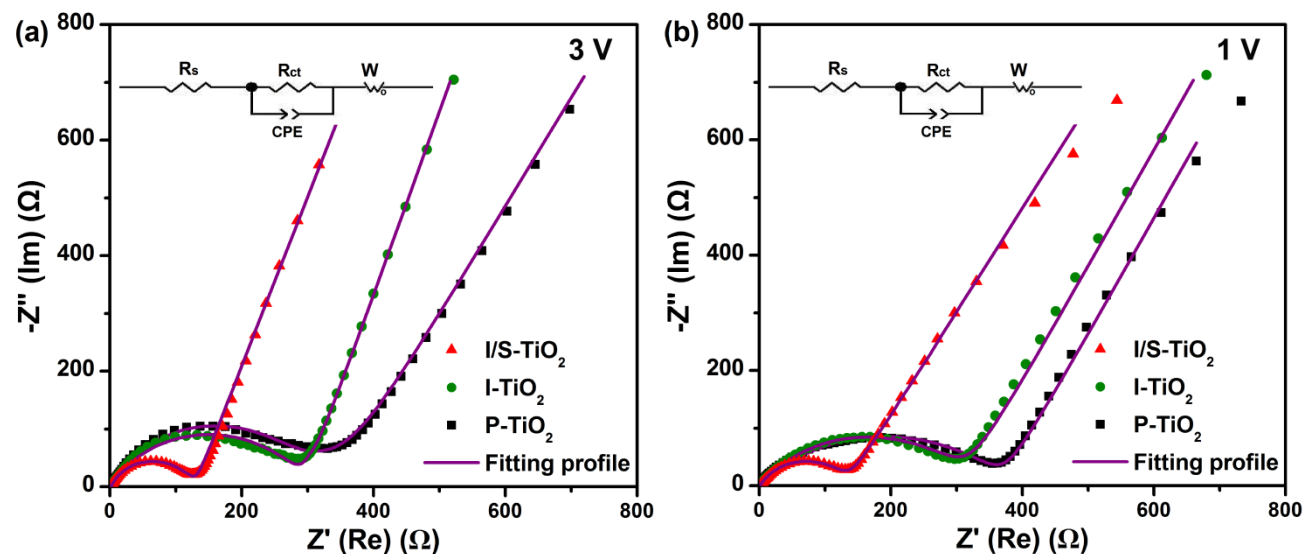 (a)
3 V
Rs
Rct
W
o
CPE
I/S-TiO₂
I-TiO₂
P-TiO₂
Fitting profile
-Z'' (Im) (Ω)
800
600
400
200
0
0 200 400 600 800
Z' (Re) (Ω)
(b)
1 V
Rs
Rct
W
o
CPE
I/S-TiO₂
I-TiO₂
P-TiO₂
Fitting profile
-Z'' (Im) (Ω)
800
600
400
200
0
0 200 400 600 800
Z' (Re) (Ω)